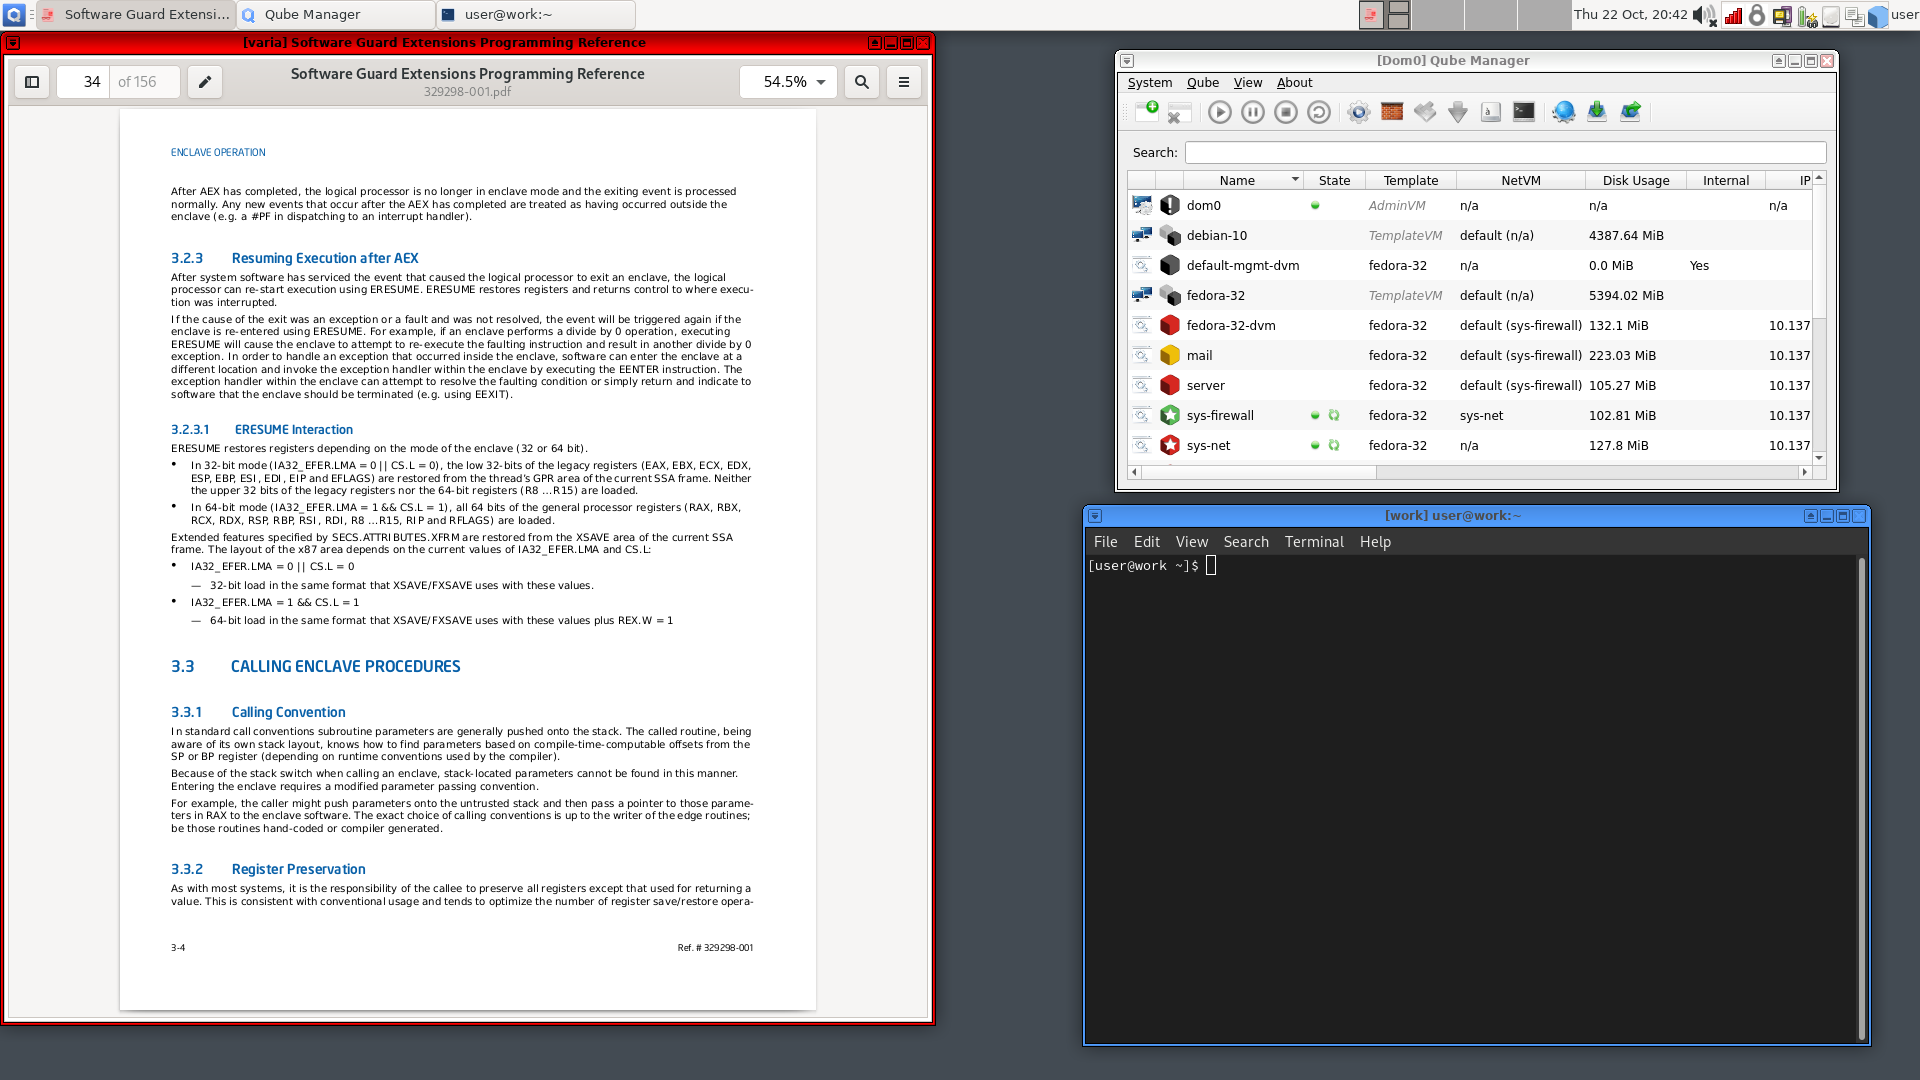 Software Guard Extensi...
Qube Manager
user@work:~
Thu 22 Oct, 20:42
user
[varia] Software Guard Extensions Programming Reference
34 of 156
Software Guard Extensions Programming Reference
329298-001.pdf
54.5%
ENCLAVE OPERATION
After AEX has completed, the logical processor is no longer in enclave mode and the exiting event is processed
normally. Any new events that occur after the AEX has completed are treated as having occurred outside the
enclave (e.g. a #PF in dispatching to an interrupt handler).
3.2.3 Resuming Execution after AEX
After system software has serviced the event that caused the logical processor to exit an enclave, the logical
processor can re-start execution using ERESUME. ERESUME restores registers and returns control to where execu-
tion was interrupted.
If the cause of the exit was an exception or a fault and was not resolved, the event will be triggered again if the
enclave is re-entered using ERESUME. For example, if an enclave performs a divide by 0 operation, executing
ERESUME will cause the enclave to attempt to re-execute the faulting instruction and result in another divide by 0
exception. In order to handle an exception that occurred inside the enclave, software can enter the enclave at a
different location and invoke the exception handler within the enclave by executing the EENTER instruction. The
exception handler within the enclave can attempt to resolve the faulting condition or simply return and indicate to
software that the enclave should be terminated (e.g. using EEXIT).
3.2.3.1 ERESUME Interaction
ERESUME restores registers depending on the mode of the enclave (32 or 64 bit).
• In 32-bit mode (IA32_EFER.LMA = 0 || CS.L = 0), the low 32-bits of the legacy registers (EAX, EBX, ECX, EDX,
ESP, EBP, ESI, EDI, EIP and EFLAGS) are restored from the thread's GPR area of the current SSA frame. Neither
the upper 32 bits of the legacy registers nor the 64-bit registers (R8 ...R15) are loaded.
• In 64-bit mode (IA32_EFER.LMA = 1 && CS.L = 1), all 64 bits of the general processor registers (RAX, RBX,
RCX, RDX, RSP, RBP, RSI, RDI, R8 ...R15, RIP and RFLAGS) are loaded.
Extended features specified by SECS.ATTRIBUTES.XFRM are restored from the XSAVE area of the current SSA
frame. The layout of the x87 area depends on the current values of IA32_EFER.LMA and CS.L:
• IA32_EFER.LMA = 0 || CS.L = 0
— 32-bit load in the same format that XSAVE/FXSAVE uses with these values.
• IA32_EFER.LMA = 1 && CS.L = 1
— 64-bit load in the same format that XSAVE/FXSAVE uses with these values plus REX.W = 1
3.3 CALLING ENCLAVE PROCEDURES
3.3.1 Calling Convention
In standard call conventions subroutine parameters are generally pushed onto the stack. The called routine, being
aware of its own stack layout, knows how to find parameters based on compile-time-computable offsets from the
SP or BP register (depending on runtime conventions used by the compiler).
Because of the stack switch when calling an enclave, stack-located parameters cannot be found in this manner.
Entering the enclave requires a modified parameter passing convention.
For example, the caller might push parameters onto the untrusted stack and then pass a pointer to those parame-
ters in RAX to the enclave software. The exact choice of calling conventions is up to the writer of the edge routines;
be those routines hand-coded or compiler generated.
3.3.2 Register Preservation
As with most systems, it is the responsibility of the callee to preserve all registers except that used for returning a
value. This is consistent with conventional usage and tends to optimize the number of register save/restore opera-
3-4 Ref. # 329298-001
[Dom0] Qube Manager
System Qube View About
Search:
Name State Template NetVM Disk Usage Internal IP
dom0 AdminVM n/a n/a n/a
debian-10 TemplateVM default (n/a) 4387.64 MiB
default-mgmt-dvm fedora-32 n/a 0.0 MiB Yes
fedora-32 TemplateVM default (n/a) 5394.02 MiB
fedora-32-dvm fedora-32 default (sys-firewall) 132.1 MiB 10.137
mail fedora-32 default (sys-firewall) 223.03 MiB 10.137
server fedora-32 default (sys-firewall) 105.27 MiB 10.137
sys-firewall fedora-32 sys-net 102.81 MiB 10.137
sys-net fedora-32 n/a 127.8 MiB 10.137
[work] user@work:~
File Edit View Search Terminal Help
[user@work ~]$